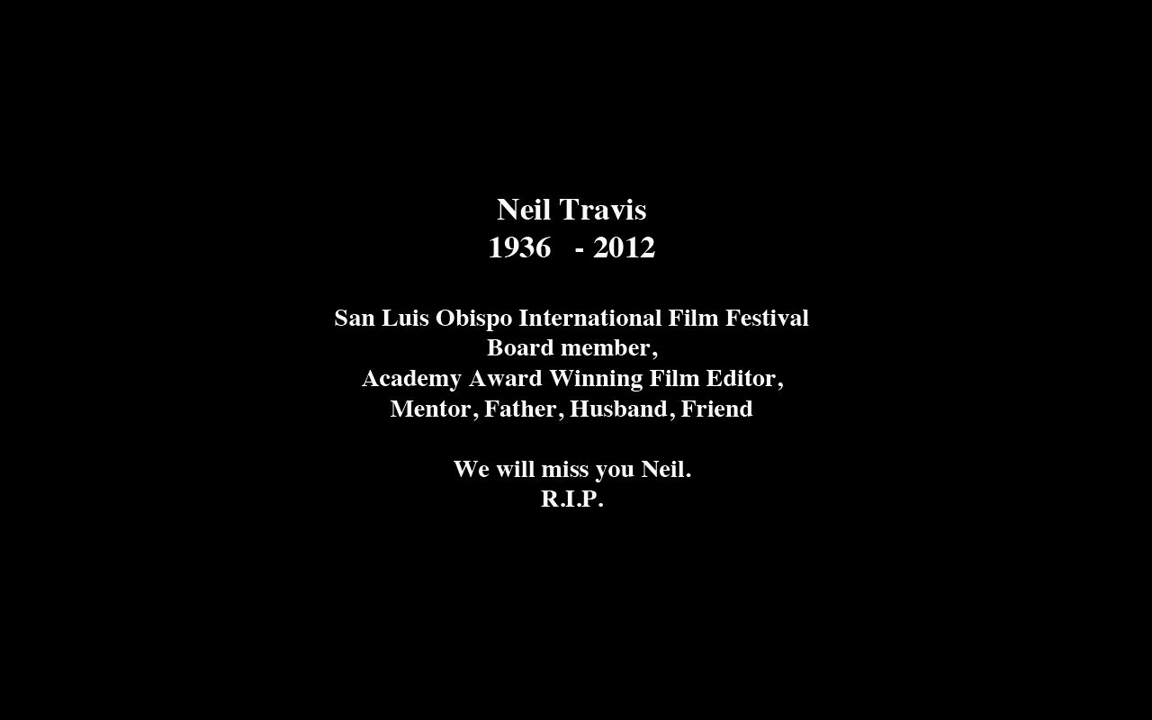 Neil Travis
1936 - 2012
San Luis Obispo International Film Festival
Board member,
Academy Award Winning Film Editor,
Mentor, Father, Husband, Friend
We will miss you Neil.
R.I.P.